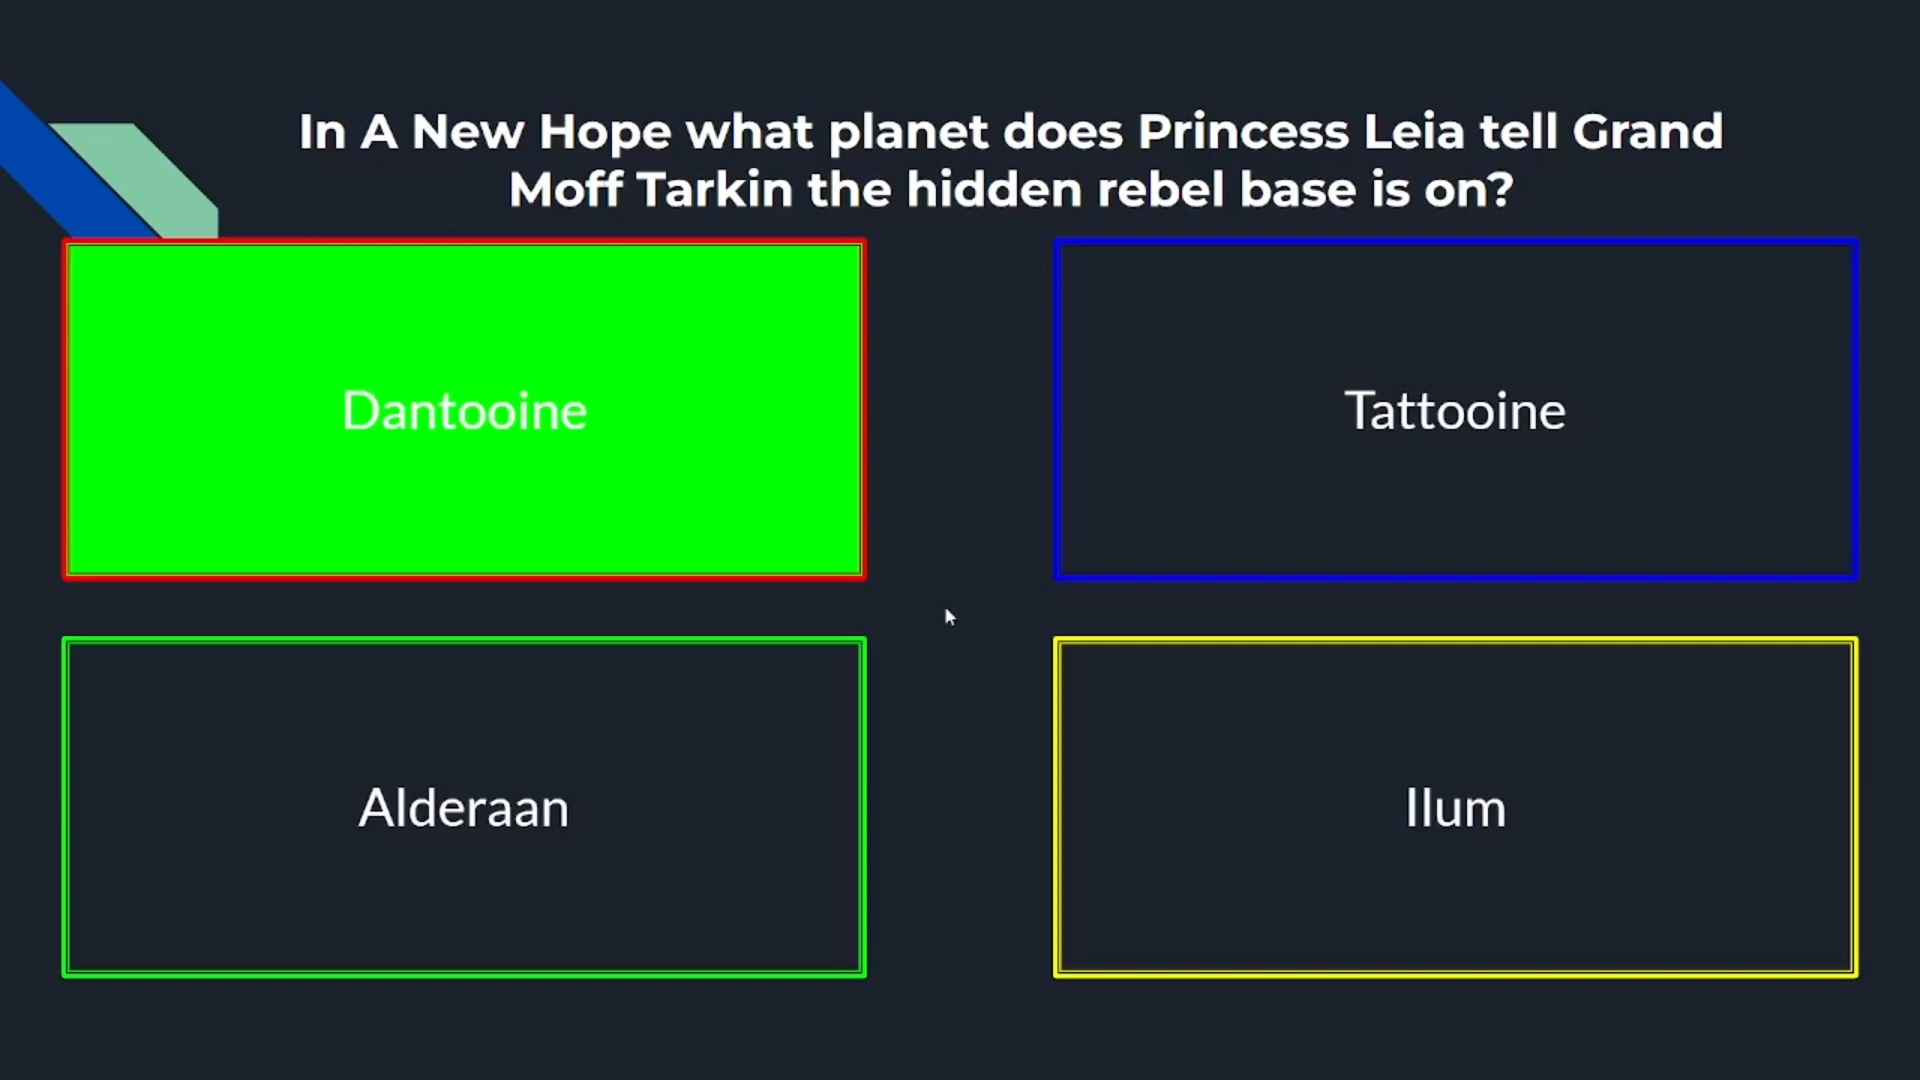 In A New Hope what planet does Princess Leia tell Grand
Moff Tarkin the hidden rebel base is on?
Dantooine
Tattooine
Alderaan
Ilum